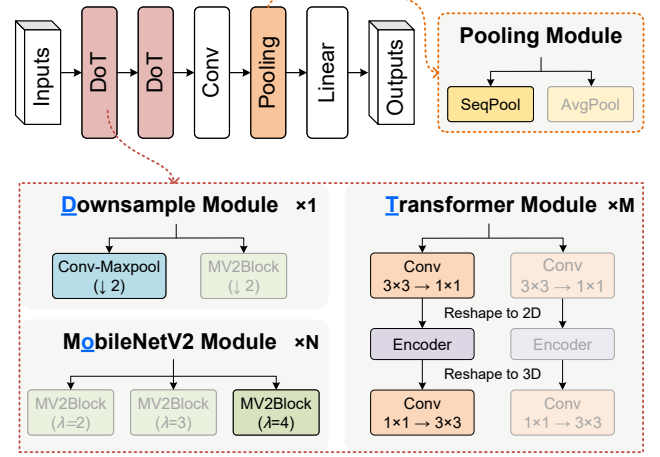 Inputs
DoT
DoT
Conv
Pooling
Linear
Outputs
Pooling Module
SeqPool
AvgPool
Downsample Module ×1
Conv-Maxpool
(↓ 2)
MV2Block
(↓ 2)
MobileNetV2 Module ×N
MV2Block
(λ=2)
MV2Block
(λ=3)
MV2Block
(λ=4)
Transformer Module ×M
Conv
3×3 → 1×1
Conv
3×3 → 1×1
Reshape to 2D
Encoder
Encoder
Reshape to 3D
Conv
1×1 → 3×3
Conv
1×1 → 3×3